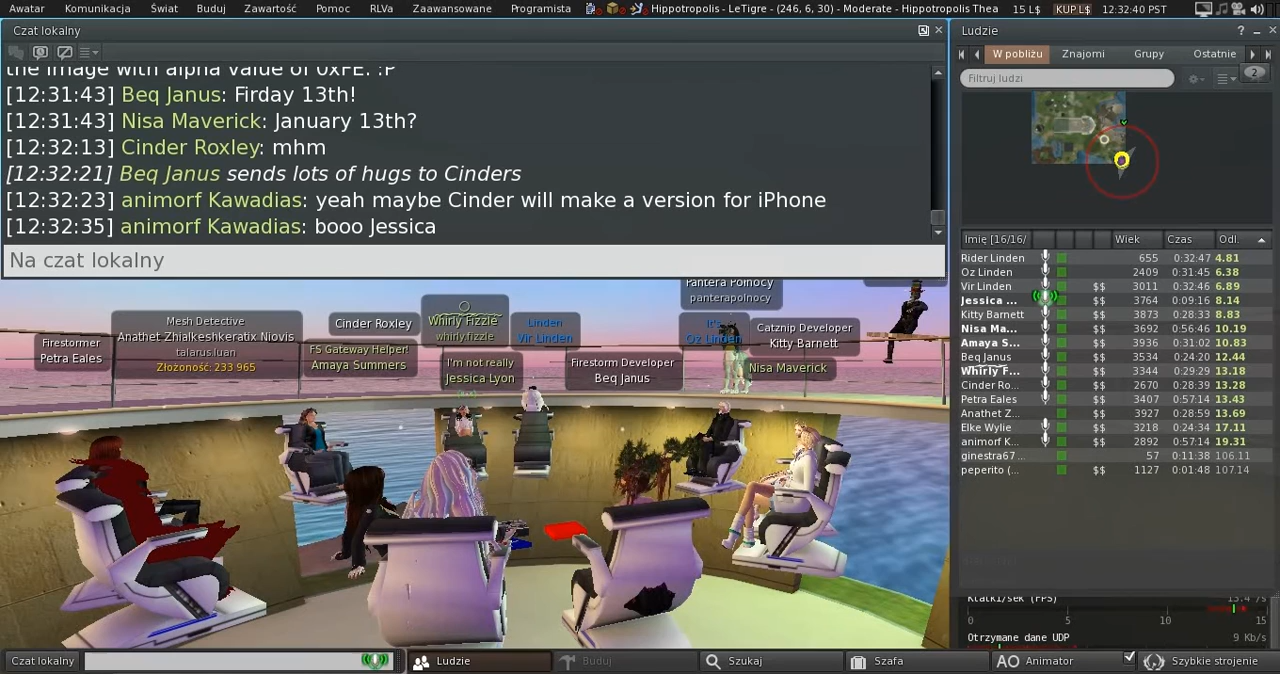 Awatar Komunikacja Świat Buduj Zawartość Pomoc RLVa Zaawansowane Programista Hippotropolis - LeTigre - (246, 6, 30) - Moderate - Hippotropolis Thea 15 L$ KUP L$ 12:32:40 PST
Czat lokalny
the image with alpha value of 0xFE. :P
[12:31:43] Beq Janus: Firday 13th!
[12:31:43] Nisa Maverick: January 13th?
[12:32:13] Cinder Roxley: mhm
[12:32:21] Beq Janus sends lots of hugs to Cinders
[12:32:23] animorf Kawadias: yeah maybe Cinder will make a version for iPhone
[12:32:35] animorf Kawadias: booo Jessica
Na czat lokalny
Pantera Północy
panterapolnocy
Mesh Detective
Anathet Zhialkeshkeratix Niovis
talarus.luan
Złożoność: 233 965
Firestormer
Petra Eales
Cinder Roxley
Whirly Fizzle
whirly.fizzle
Linden
Vir Linden
It's
Oz Linden
Catznip Developer
Kitty Barnett
FS Gateway Helper!
Amaya Summers
I'm not really
Jessica Lyon
Firestorm Developer
Beq Janus
Nisa Maverick
Ludzie
W pobliżu Znajomi Grupy Ostatnie
Filtruj ludzi
2
Imię [16/16/ Wiek Czas Odl.
Rider Linden 655 0:32:47 4.81
Oz Linden 2409 0:31:45 6.38
Vir Linden $$ 3011 0:32:46 6.89
Jessica ... $$ 3764 0:09:16 8.14
Kitty Barnett $$ 3873 0:28:33 8.83
Nisa Ma... $$ 3692 0:56:46 10.19
Amaya S... $$ 3936 0:31:02 10.83
Beq Janus $$ 3534 0:24:20 12.44
Whirly F... $$ 3344 0:29:29 13.18
Cinder Ro... $$ 2670 0:28:39 13.28
Petra Eales $$ 3407 0:57:14 13.43
Anathet Z... $$ 3927 0:28:59 13.69
Elke Wylie $$ 3218 0:24:34 17.11
animorf K... $$ 2892 0:57:14 19.31
ginestra67... 57 0:11:38 106.11
peperito (... $$ 1127 0:01:48 107.14
Klatki/sek (FPS) 13.4 /s
0 5 10 15
Otrzymane dane UDP 9 Kb/s
Czat lokalny Ludzie Buduj Szukaj Szafa AO Animator Szybkie strojenie